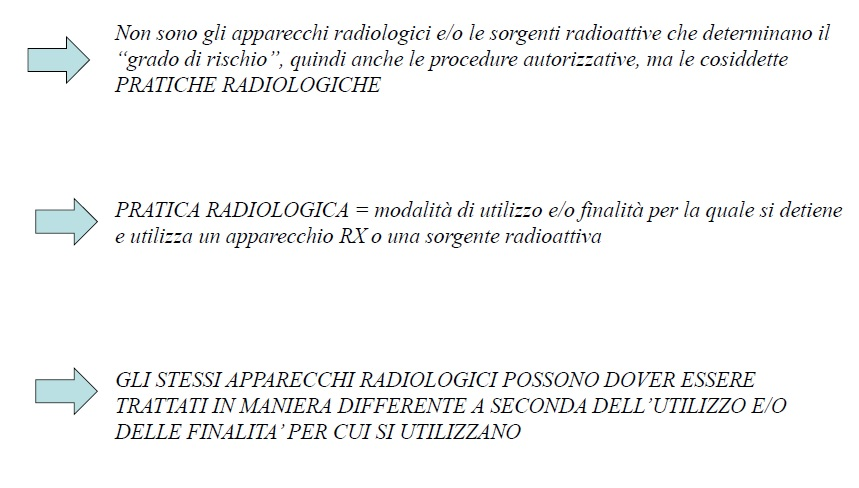 Non sono gli apparecchi radiologici e/o le sorgenti radioattive che determinano il
“grado di rischio”, quindi anche le procedure autorizzative, ma le cosiddette
PRATICHE RADIOLOGICHE
PRATICA RADIOLOGICA = modalità di utilizzo e/o finalità per la quale si detiene
e utilizza un apparecchio RX o una sorgente radioattiva
GLI STESSI APPARECCHI RADIOLOGICI POSSONO DOVER ESSERE
TRATTATI IN MANIERA DIFFERENTE A SECONDA DELL’UTILIZZO E/O
DELLE FINALITA’ PER CUI SI UTILIZZANO